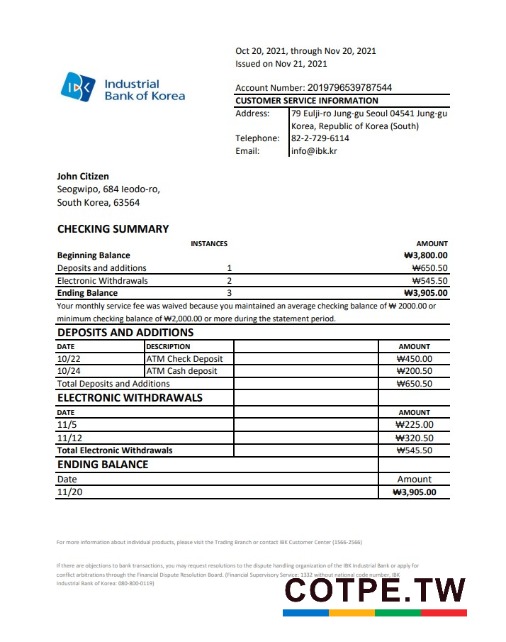 Oct 20, 2021, through Nov 20, 2021
Issued on Nov 21, 2021
IBK
Industrial
Bank of Korea
Account Number: 2019796539787544
CUSTOMER SERVICE INFORMATION
Address: 79 Eulji-ro Jung-gu Seoul 04541 Jung-gu
Korea, Republic of Korea (South)
Telephone: 82-2-729-6114
Email: info@ibk.kr
John Citizen
Seogwipo, 684 Ieodo-ro,
South Korea, 63564
CHECKING SUMMARY
INSTANCES AMOUNT
Beginning Balance ₩3,800.00
Deposits and additions 1 ₩650.50
Electronic Withdrawals 2 ₩545.50
Ending Balance 3 ₩3,905.00
Your monthly service fee was waived because you maintained an average checking balance of ₩ 2000.00 or
minimum checking balance of ₩2,000.00 or more during the statement period.
DEPOSITS AND ADDITIONS
DATE DESCRIPTION AMOUNT
10/22 ATM Check Deposit ₩450.00
10/24 ATM Cash deposit ₩200.50
Total Deposits and Additions ₩650.50
ELECTRONIC WITHDRAWALS
DATE AMOUNT
11/5 ₩225.00
11/12 ₩320.50
Total Electronic Withdrawals ₩545.50
ENDING BALANCE
Date Amount
11/20 ₩3,905.00
For more information about individual products, please visit the Trading Branch or contact IBK Customer Center (1566-2566)
If there are objections to bank transactions, you may request resolutions to the dispute handling organization of the IBK Industrial Bank or apply for
conflict arbitrations through the Financial Dispute Resolution Board. (Financial Supervisory Service: 1332 without national code number, IBK
Industrial Bank of Korea: 080-800-0119)
COTPE.TW